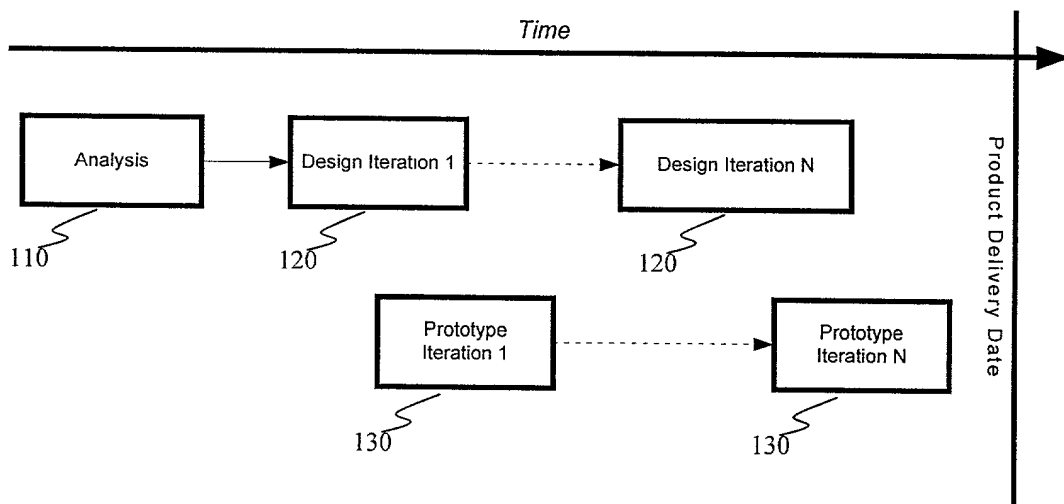 Time
Analysis
Design Iteration 1
Design Iteration N
110
120
120
Prototype
Iteration 1
Prototype
Iteration N
130
130
Product Delivery Date